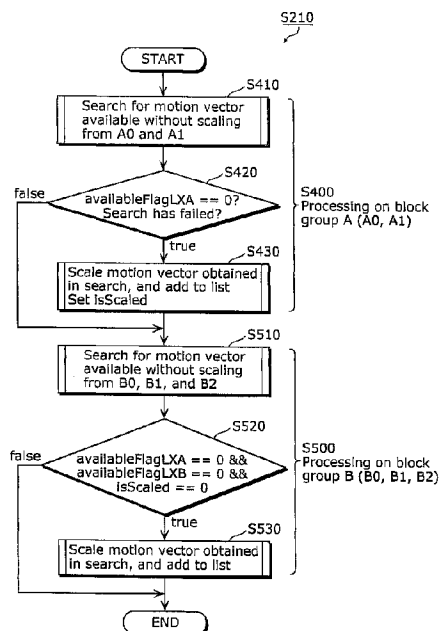 S210
START
S410
Search for motion vector
available without scaling
from A0 and A1
S420
false
availableFlagLXA == 0?
Search has failed?
true
S400
Processing on block
group A (A0, A1)
S430
Scale motion vector obtained
in search, and add to list
Set isScaled
S510
Search for motion vector
available without scaling
from B0, B1, and B2
S520
false
availableFlagLXA == 0 &&
availableFlagLXB == 0 &&
isScaled == 0
true
S500
Processing on block
group B (B0, B1, B2)
S530
Scale motion vector obtained
in search, and add to list
END